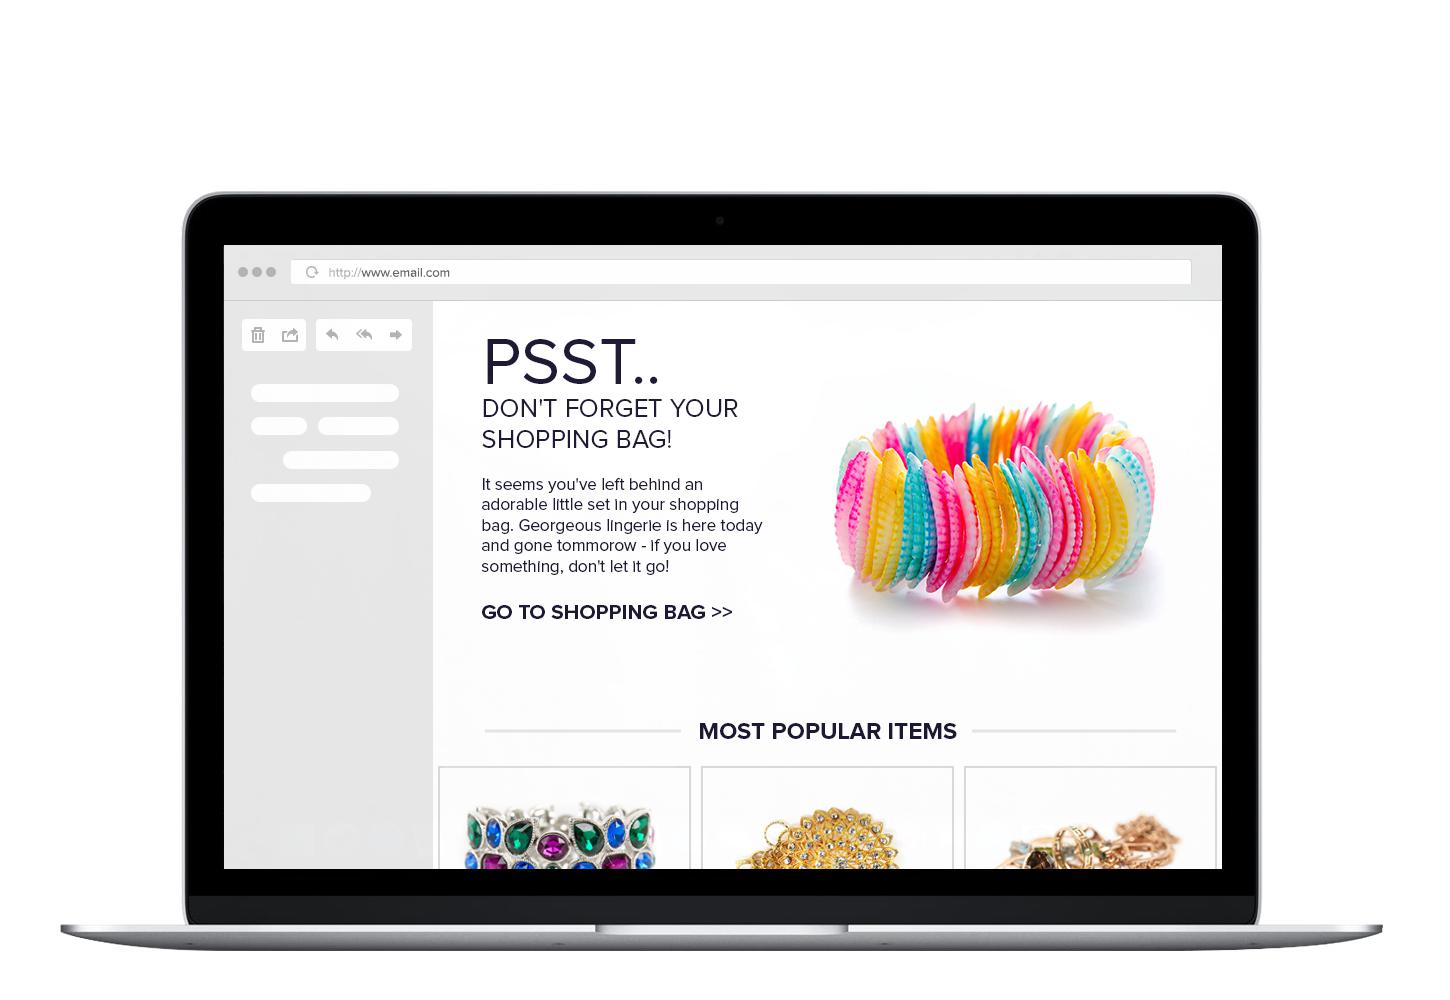 http://www.email.com
PSST..
DON'T FORGET YOUR
SHOPPING BAG!
It seems you've left behind an
adorable little set in your shopping
bag. Georgeous lingerie is here today
and gone tommorow - if you love
something, don't let it go!
GO TO SHOPPING BAG >>
MOST POPULAR ITEMS